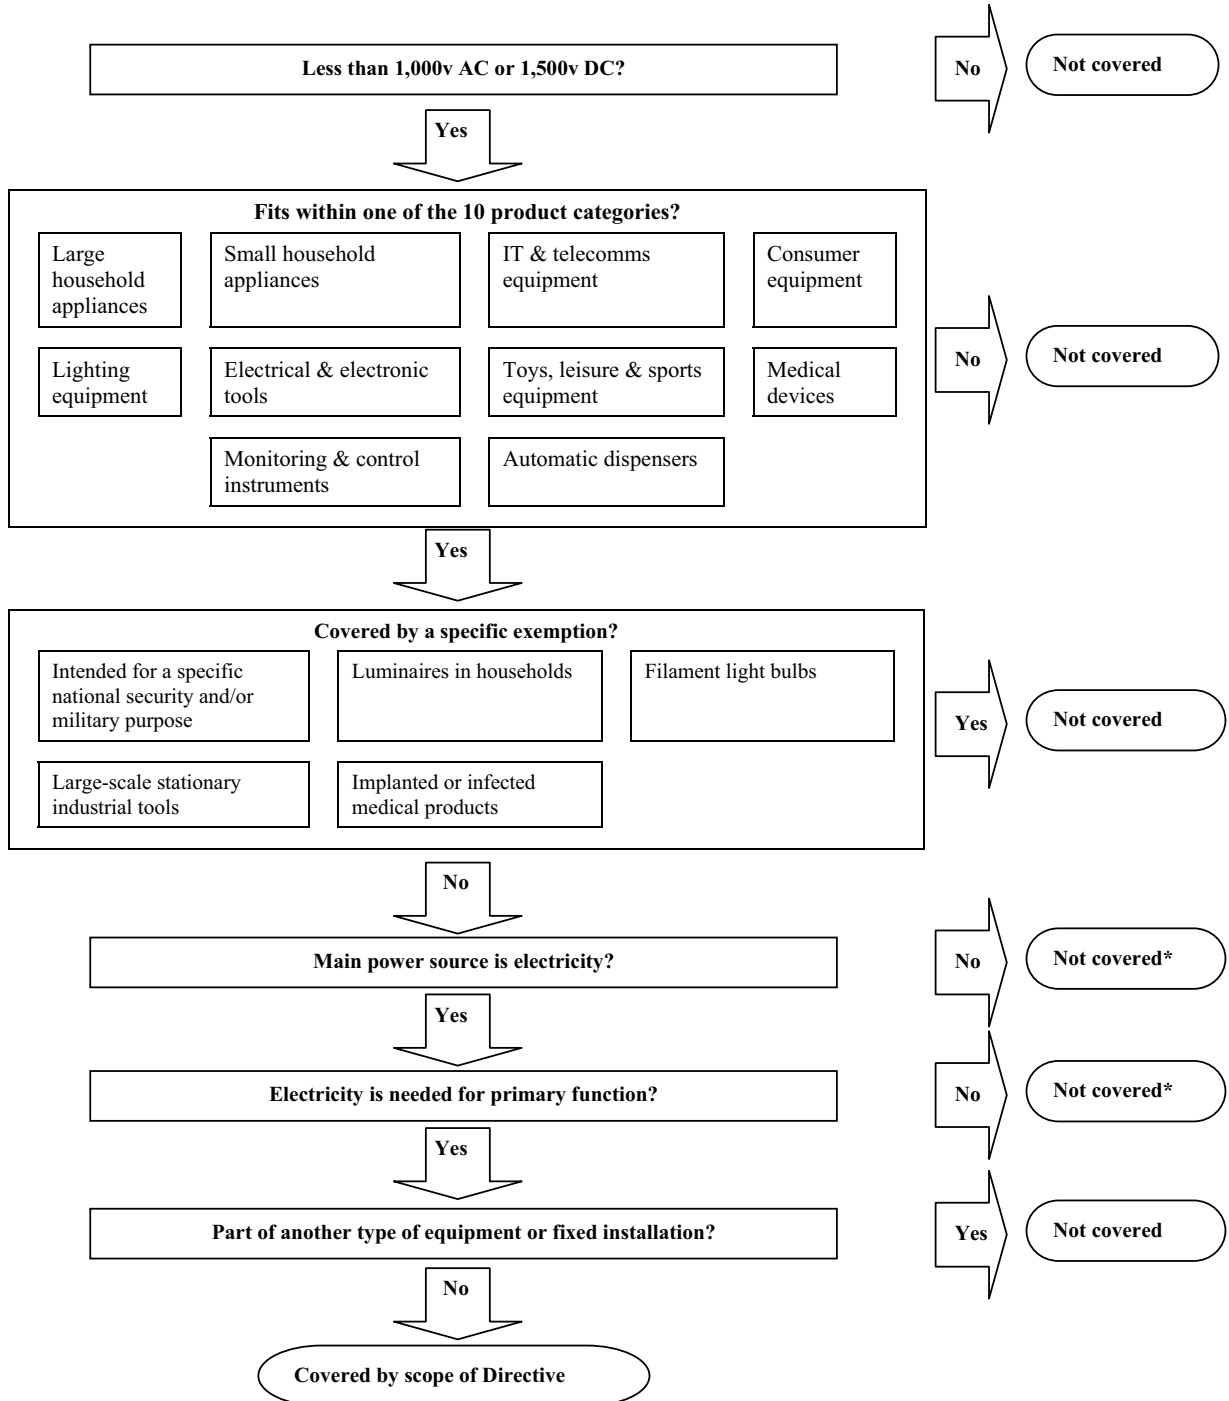 Less than 1,000v AC or 1,500v DC?
No
Not covered
Yes
Fits within one of the 10 product categories?
Large
household
appliances
Small household
appliances
IT & telecomms
equipment
Consumer
equipment
Lighting
equipment
Electrical & electronic
tools
Toys, leisure & sports
equipment
Medical
devices
Monitoring & control
instruments
Automatic dispensers
No
Not covered
Yes
Covered by a specific exemption?
Intended for a specific
national security and/or
military purpose
Luminaires in households
Filament light bulbs
Large-scale stationary
industrial tools
Implanted or infected
medical products
Yes
Not covered
No
Main power source is electricity?
No
Not covered*
Yes
Electricity is needed for primary function?
No
Not covered*
Yes
Part of another type of equipment or fixed installation?
Yes
Not covered
No
Covered by scope of Directive